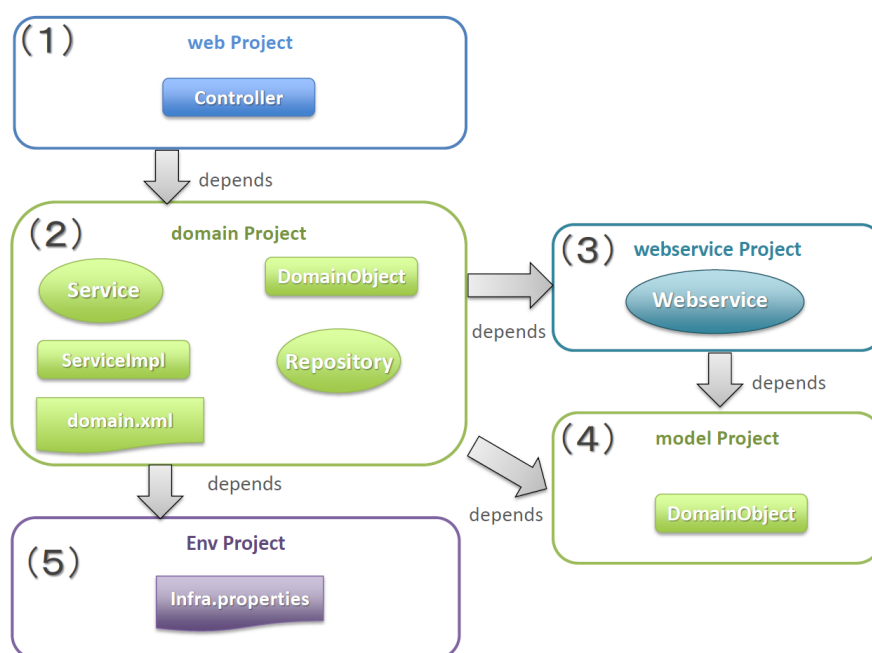 （1）
web Project
Controller
depends
（2）
domain Project
Service
DomainObject
ServiceImpl
Repository
domain.xml
depends
（3）
webservice Project
Webservice
depends
（4）
model Project
DomainObject
depends
depends
（5）
Env Project
Infra.properties